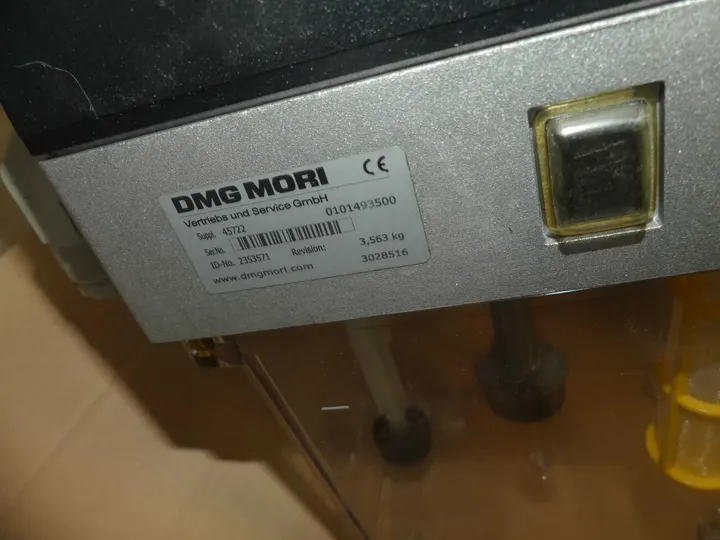 DMG MORI CE
Vertriebs und Service GmbH
Suppl. 45722 0101493500
Ser.No.
ID-No. 2353571 Revision: 3,563 kg
www.dmgmori.com 3028516